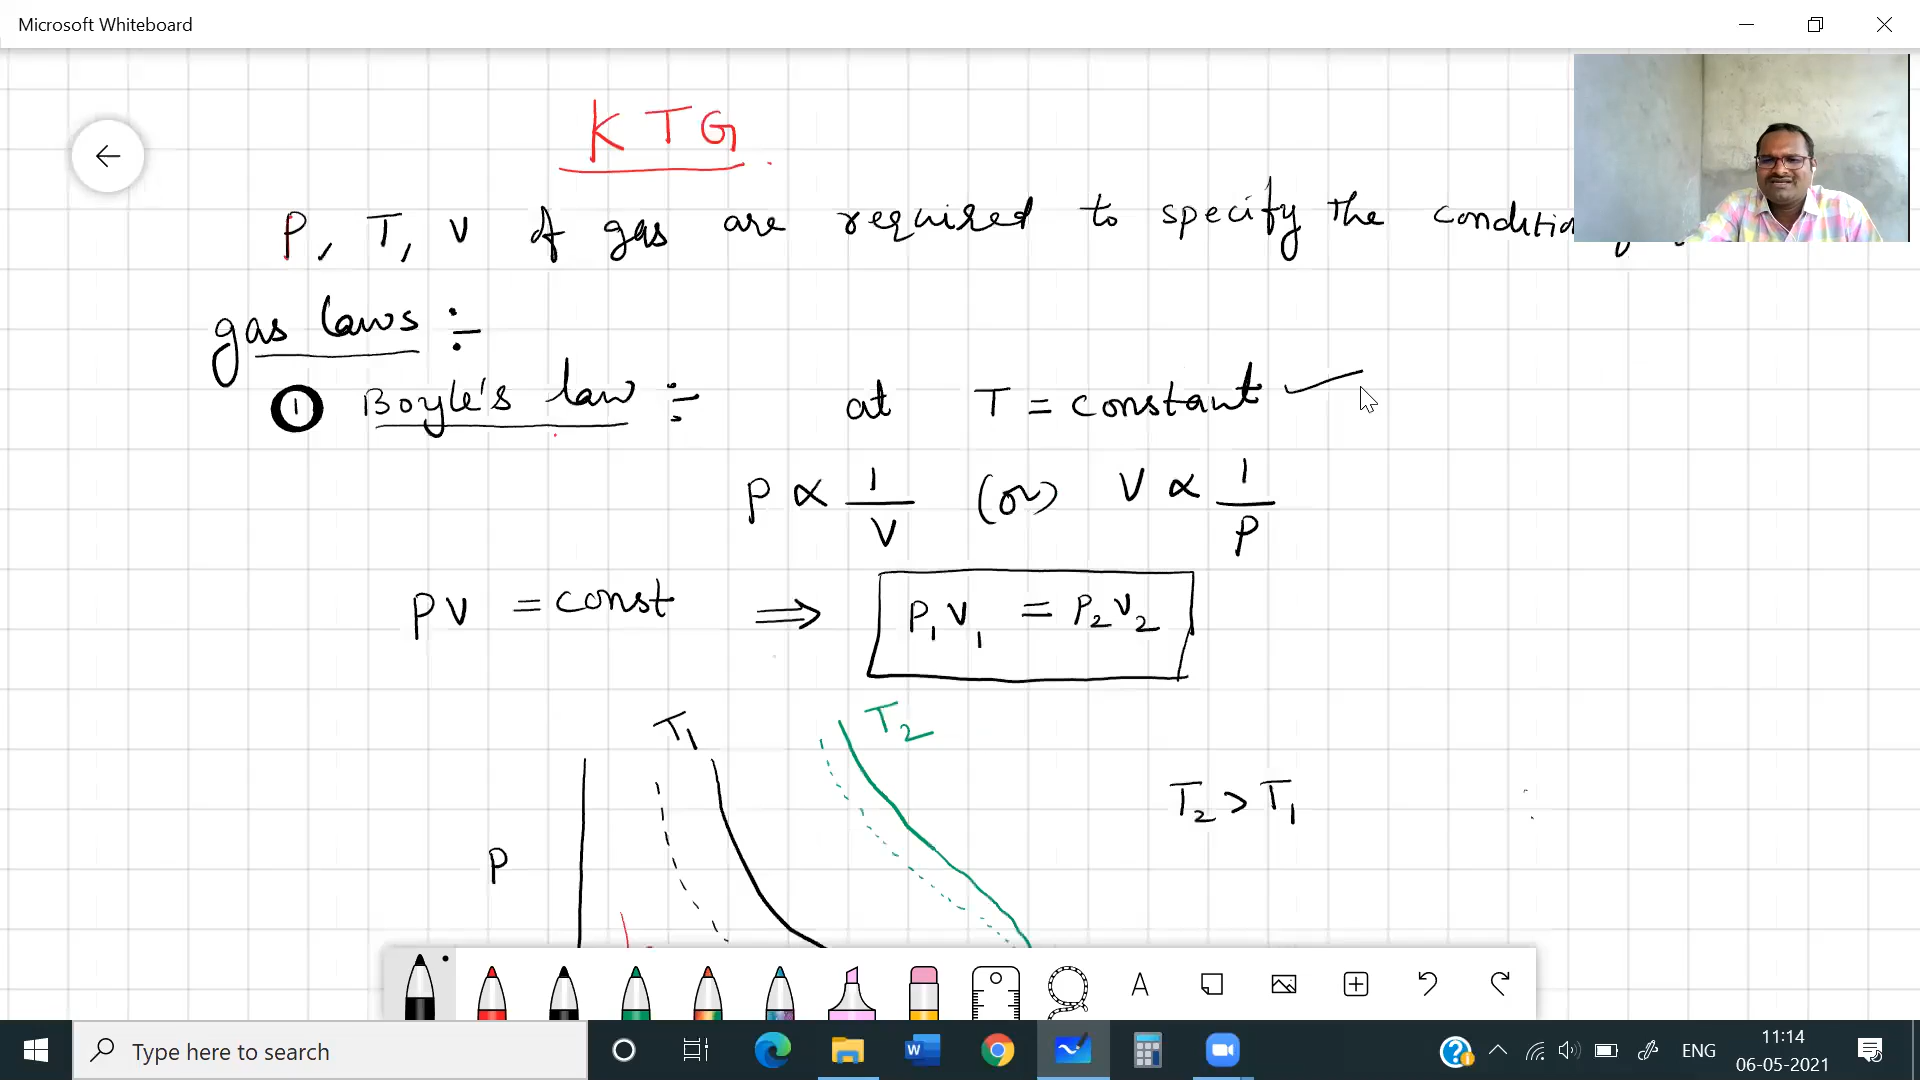 Microsoft Whiteboard
KTG
P, T, V of gas are required to specify the condition
gas laws ÷
① Boyle's law ÷ at T = constant ✓
P ∝ 1/V (or) V ∝ 1/P
PV = const ⇒ P₁V₁ = P₂V₂
T₁ T₂
T₂ > T₁
P
A
Type here to search
W
ENG
11:14
06-05-2021